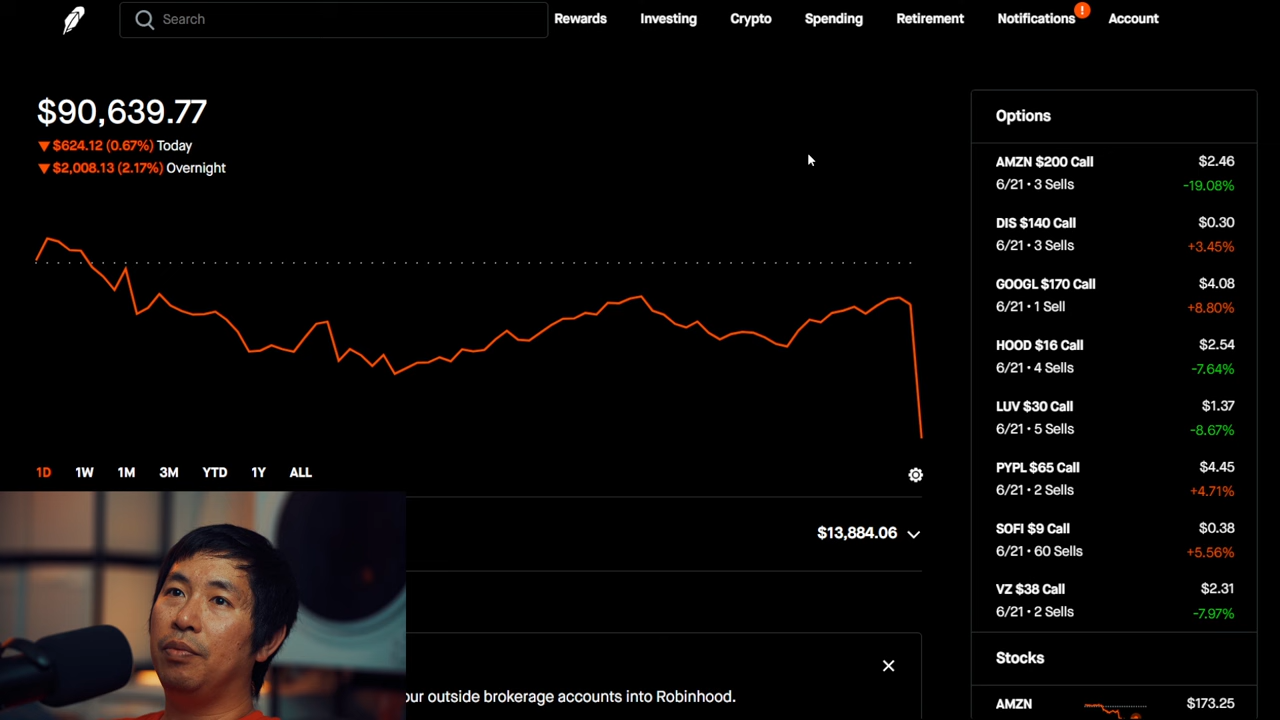 Search
Rewards Investing Crypto Spending Retirement Notifications ! Account
$90,639.77
▼ $624.12 (0.67%) Today
▼ $2,008.13 (2.17%) Overnight
1D 1W 1M 3M YTD 1Y ALL
$13,884.06
our outside brokerage accounts into Robinhood.
Options
AMZN $200 Call $2.46
6/21 • 3 Sells -19.08%
DIS $140 Call $0.30
6/21 • 3 Sells +3.45%
GOOGL $170 Call $4.08
6/21 • 1 Sell +8.80%
HOOD $16 Call $2.54
6/21 • 4 Sells -7.64%
LUV $30 Call $1.37
6/21 • 5 Sells -8.67%
PYPL $65 Call $4.45
6/21 • 2 Sells +4.71%
SOFI $9 Call $0.38
6/21 • 60 Sells +5.56%
VZ $38 Call $2.31
6/21 • 2 Sells -7.97%
Stocks
AMZN $173.25